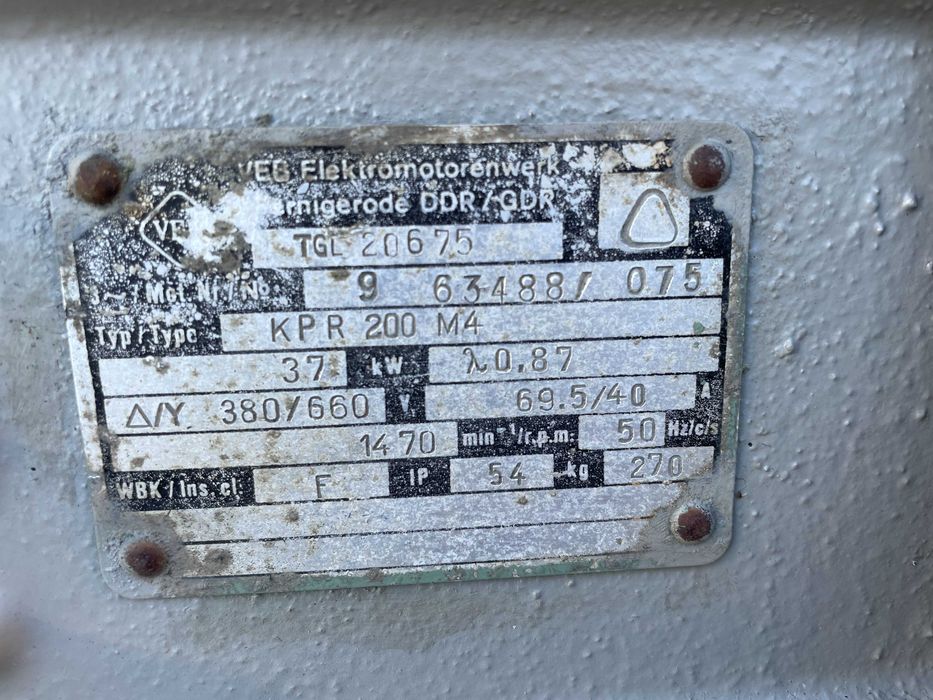 VEB Elektromotorenwerk
DDR/GDR
VE
TGL 20675
Mot. Nr./No. 9 63488/ 075
Typ/Type KPR 200 M4
37 kW λ0,87
Δ/Y 380/660 V 69.5/40 A
1470 min⁻¹/r.p.m. 50 Hz/c/s
WBK/Ins. cl. F IP 54 kg 270